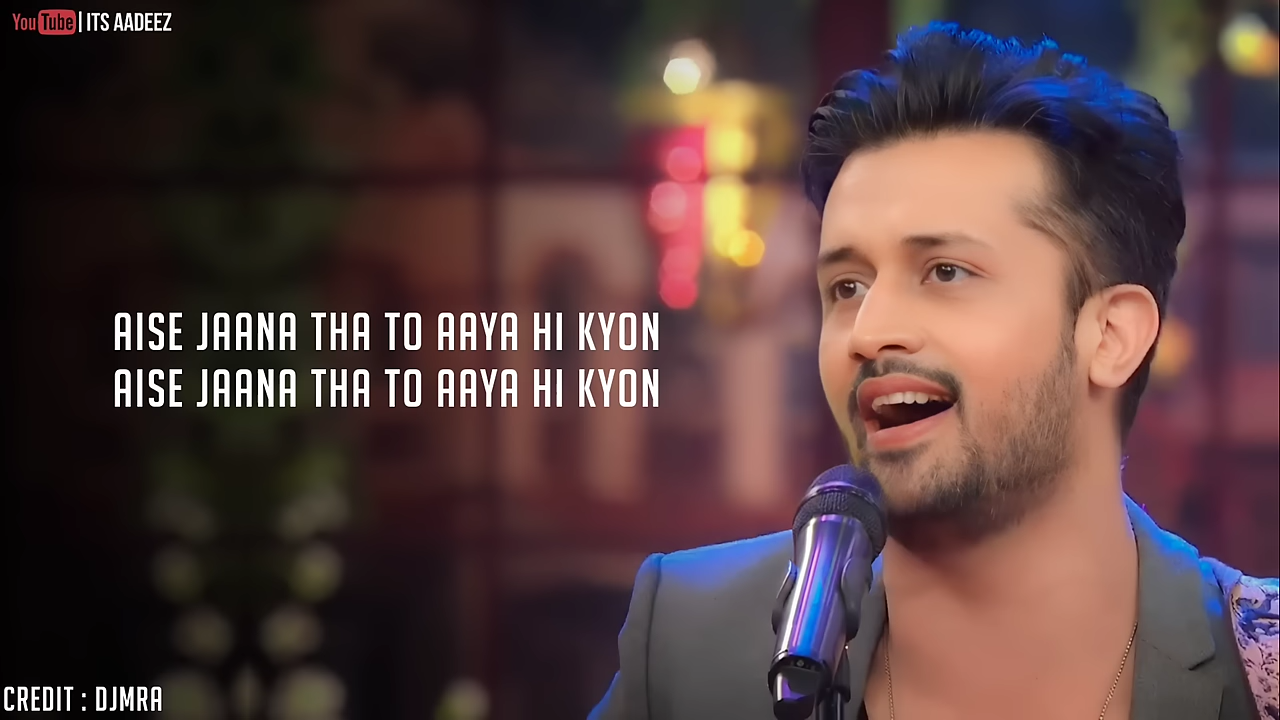 YouTube | ITS AADEEZ
AISE JAANA THA TO AAYA HI KYON
AISE JAANA THA TO AAYA HI KYON
CREDIT : DJMRA